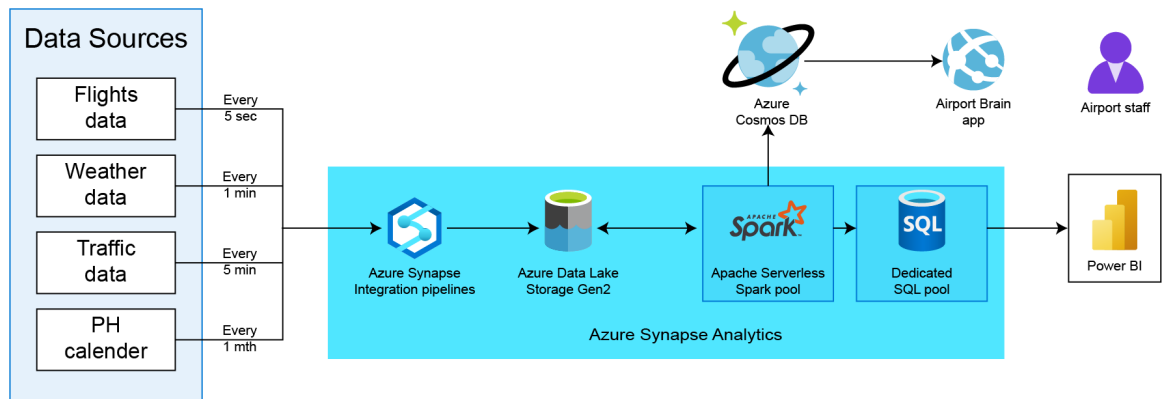 Data Sources
Flights
data
Every
5 sec
Weather
data
Every
1 min
Traffic
data
Every
5 min
PH
calender
Every
1 mth
Azure Synapse
Integration pipelines
Azure Data Lake
Storage Gen2
APACHE
Spark
TM
Apache Serverless
Spark pool
SQL
Dedicated
SQL pool
Azure Synapse Analytics
Azure
Cosmos DB
Airport Brain
app
Airport staff
Power BI